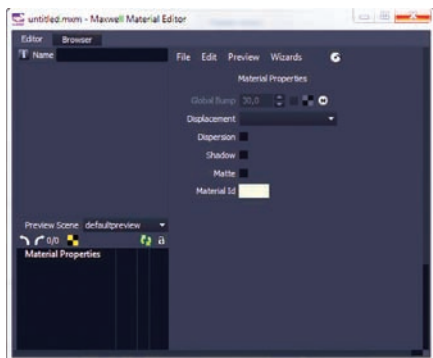 untitled.mxm - Maxwell Material Editor
Editor Browser
T Name
File Edit Preview Wizards
Material Properties
Global Bump 30,0
Displacement
Dispersion
Shadow
Matte
Material Id
Preview Scene defaultpreview
0/0 a
Material Properties